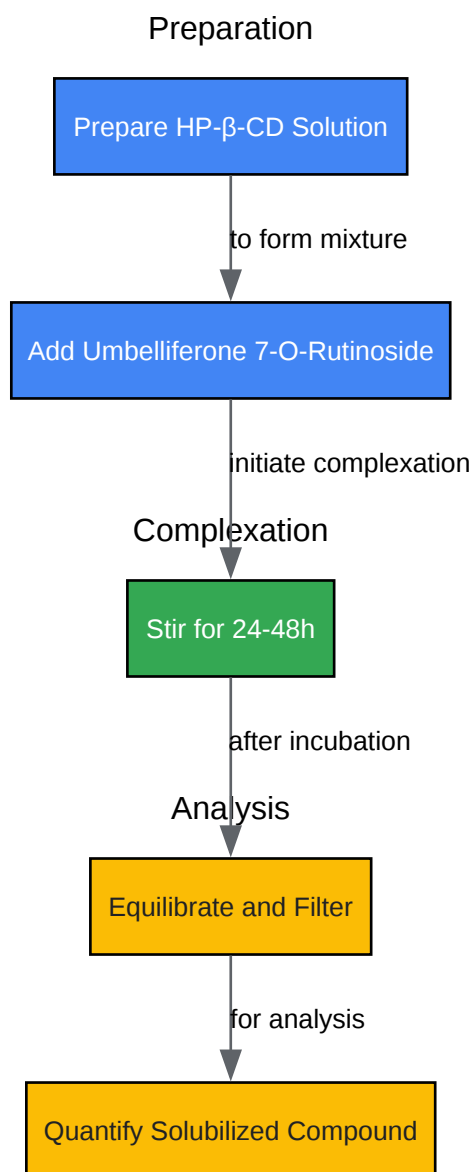 Preparation
Prepare HP-β-CD Solution
to form mixture
Add Umbelliferone 7-O-Rutinoside
initiate complexation
Complexation
Stir for 24-48h
after incubation
Analysis
Equilibrate and Filter
for analysis
Quantify Solubilized Compound